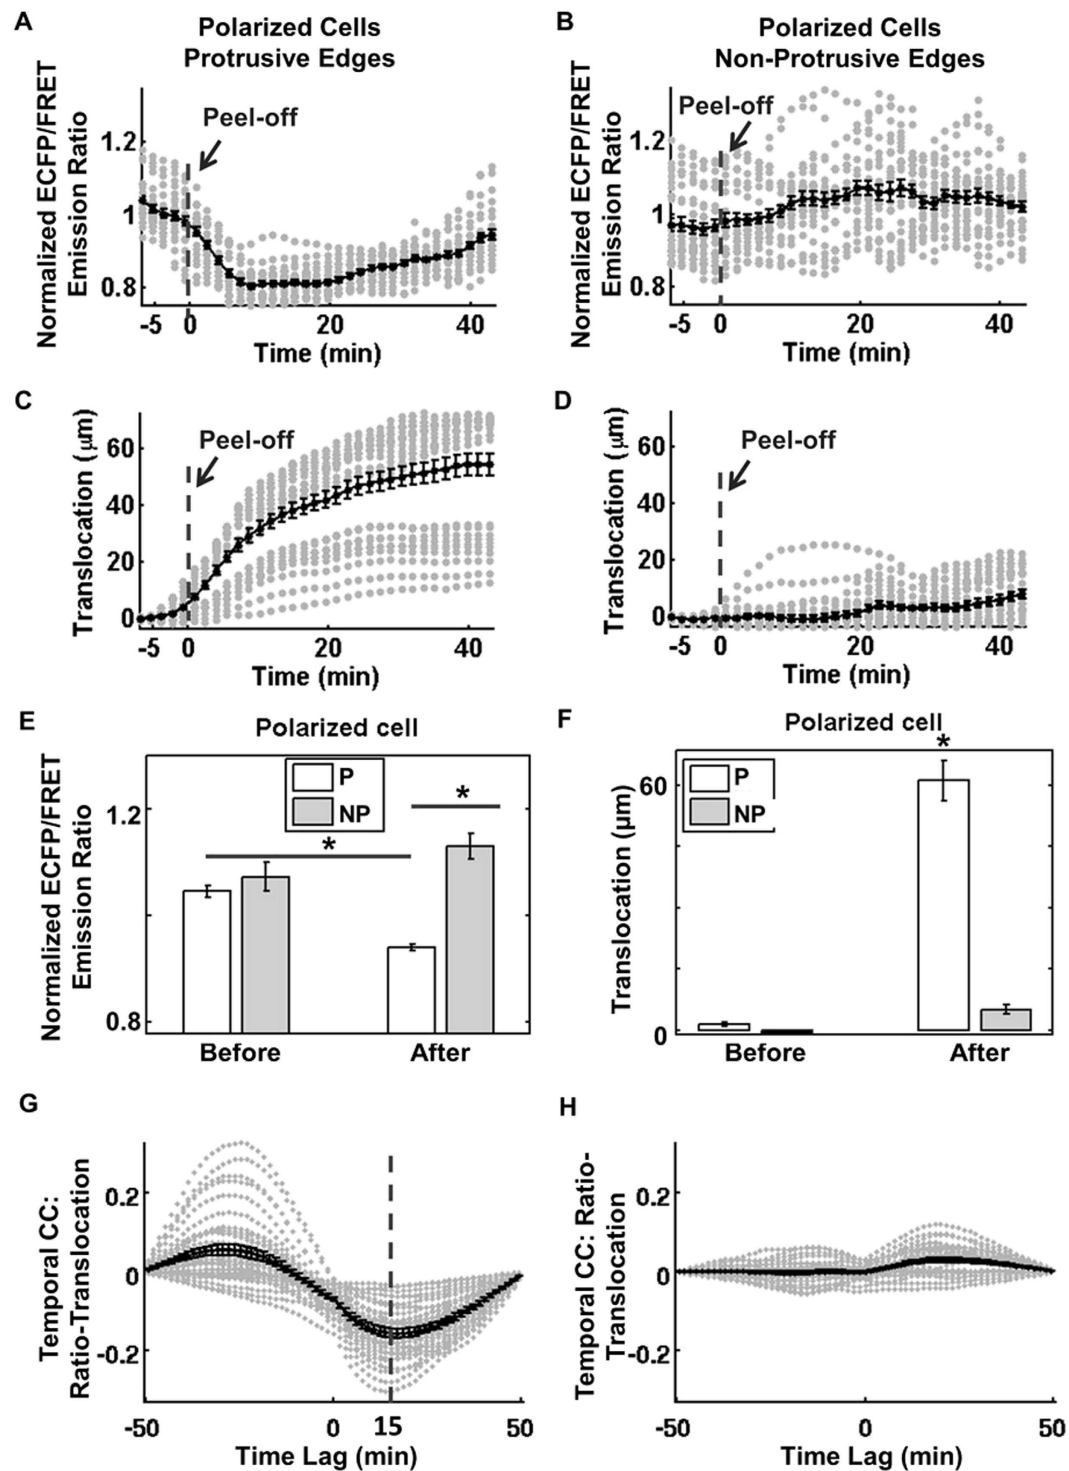 A
Polarized Cells
Protrusive Edges
Normalized ECFP/FRET
Emission Ratio
Peel-off
1.2
1
0.8
-5 0 20 40
Time (min)
B
Polarized Cells
Non-Protrusive Edges
Normalized ECFP/FRET
Emission Ratio
Peel-off
1.2
1
0.8
-5 0 20 40
Time (min)
C
Translocation (μm)
Peel-off
60
40
20
0
-5 0 20 40
Time (min)
D
Translocation (μm)
Peel-off
60
40
20
0
-5 0 20 40
Time (min)
E
Polarized cell
Normalized ECFP/FRET
Emission Ratio
P
NP
1.2
0.8
*
*
Before After
F
Polarized cell
Translocation (μm)
*
P
NP
60
0
Before After
G
Temporal CC:
Ratio-Translocation
0.2
0
-0.2
-50 0 15 50
Time Lag (min)
H
Temporal CC: Ratio-
Translocation
0.2
0
-0.2
-50 0 50
Time Lag (min)